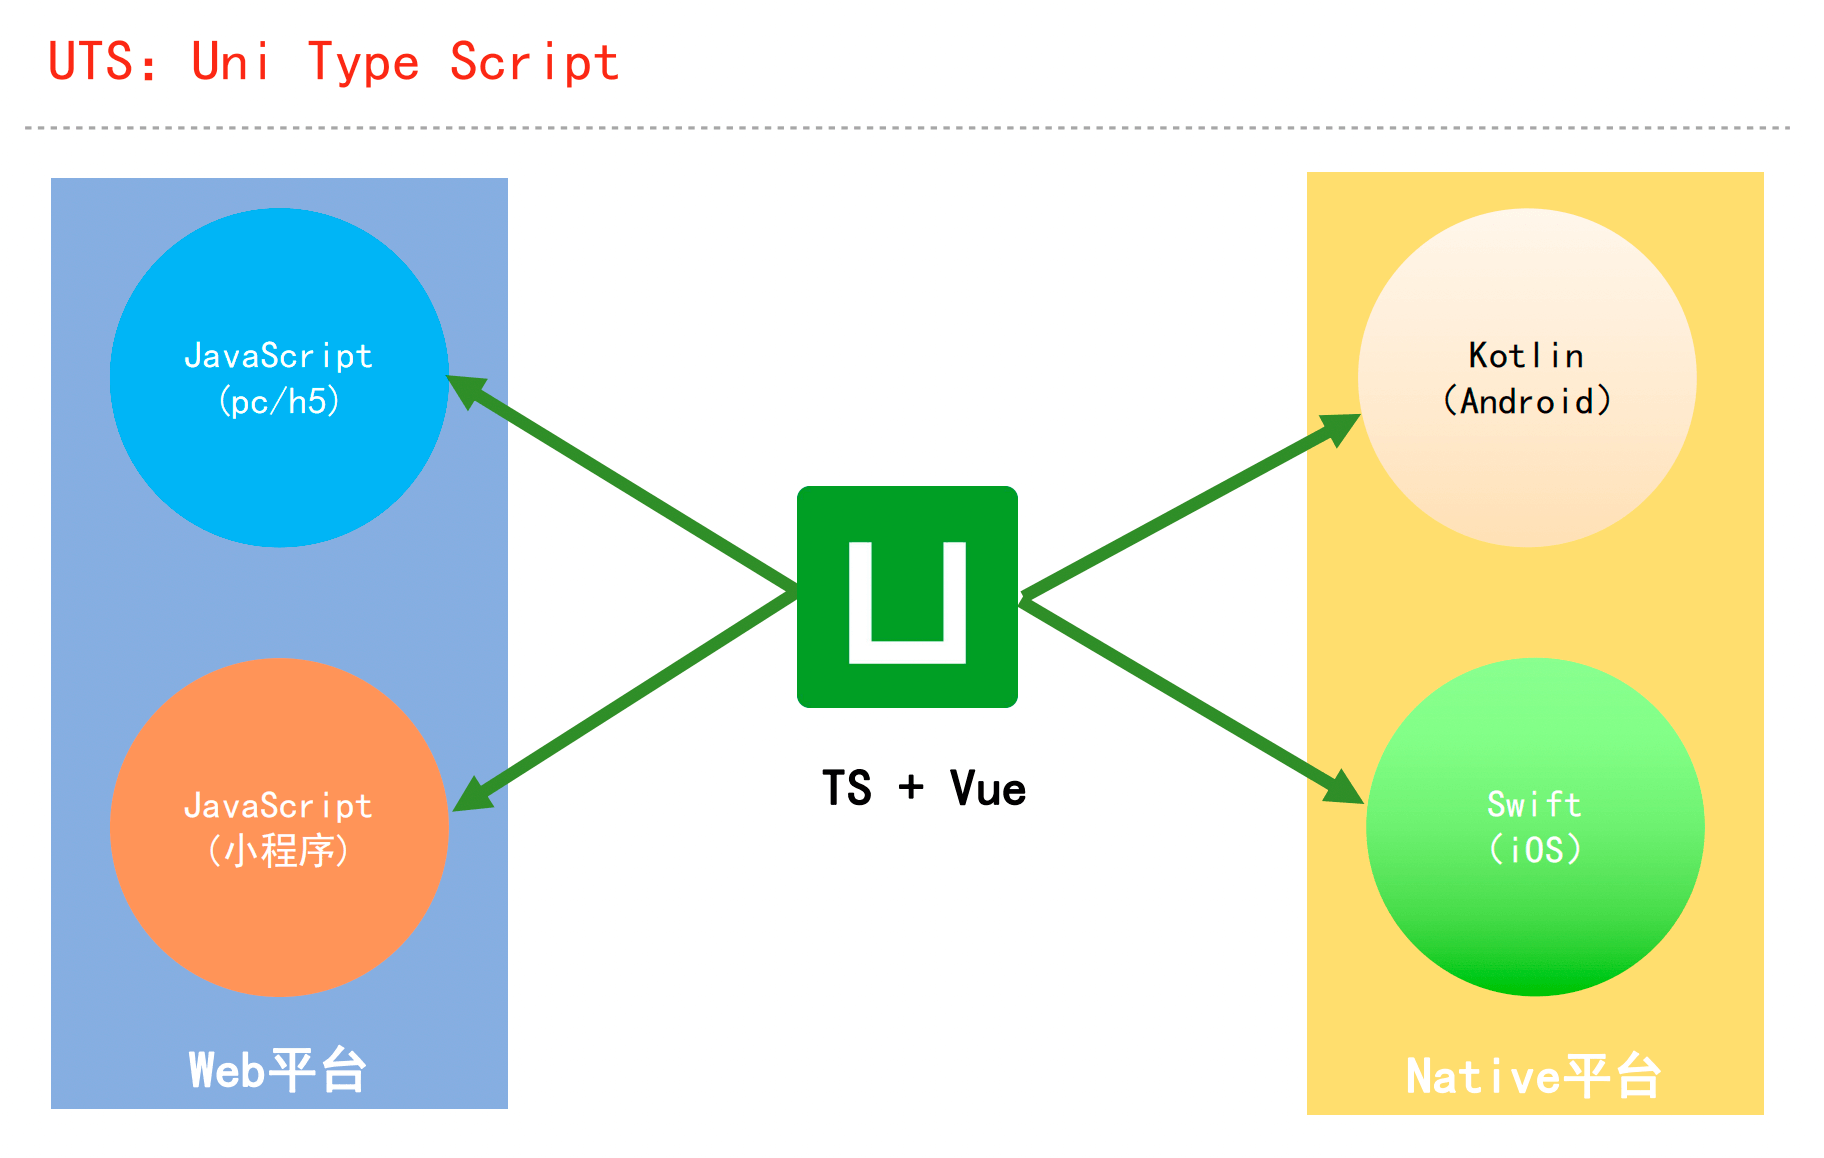 UTS：Uni Type Script
JavaScript
(pc/h5)
JavaScript
(小程序)
Web平台
TS + Vue
Kotlin
(Android)
Swift
(iOS)
Native平台